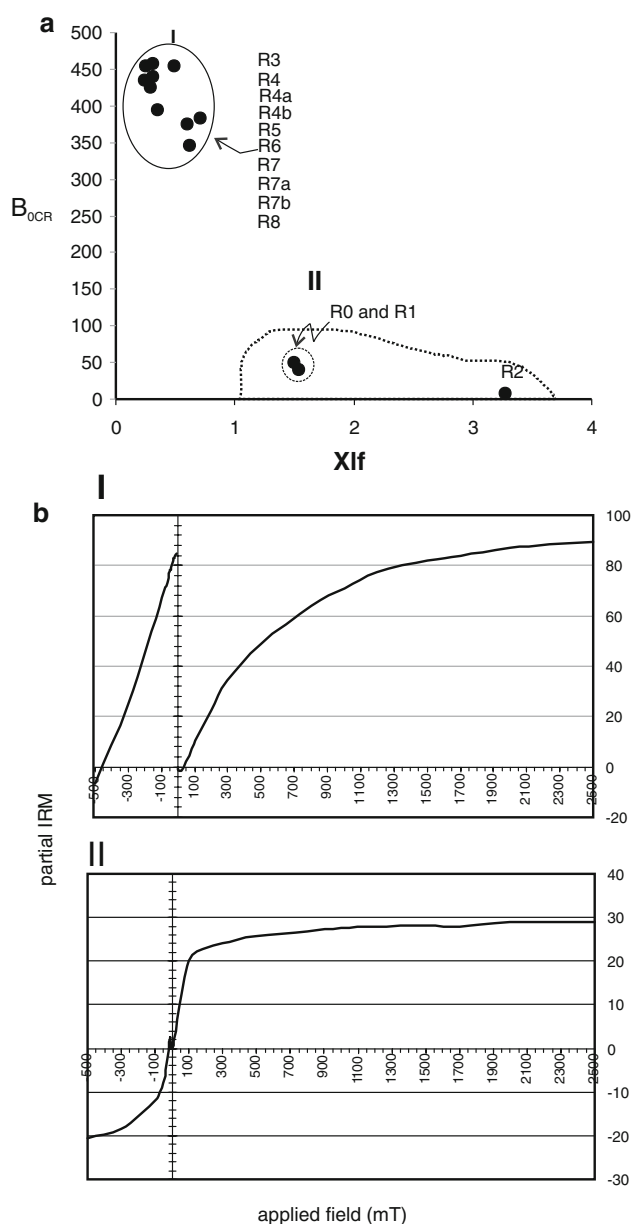 a
I
500
450
400
350
300
250
200
150
100
50
0
B0CR
R3
R4
R4a
R4b
R5
R6
R7
R7a
R7b
R8
II
R0 and R1
R2
0 1 2 3 4
Xlf
b
I
100
80
60
40
20
0
-20
500 -300 -100 100 300 500 700 900 1100 1300 1500 1700 1900 2100 2300 2500
partial IRM
II
40
30
20
10
0
-10
-20
-30
500 -300 -100 100 300 500 700 900 1100 1300 1500 1700 1900 2100 2300 2500
applied field (mT)